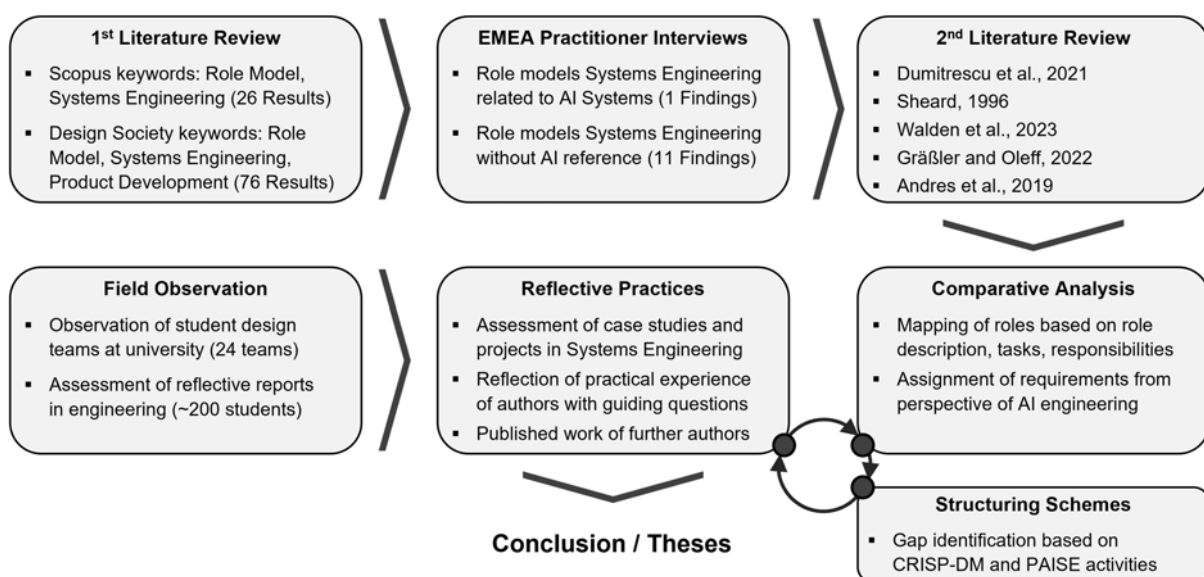 1st Literature Review
▪ Scopus keywords: Role Model,
Systems Engineering (26 Results)
▪ Design Society keywords: Role
Model, Systems Engineering,
Product Development (76 Results)
EMEA Practitioner Interviews
▪ Role models Systems Engineering
related to AI Systems (1 Findings)
▪ Role models Systems Engineering
without AI reference (11 Findings)
2nd Literature Review
▪ Dumitrescu et al., 2021
▪ Sheard, 1996
▪ Walden et al., 2023
▪ Gräßler and Oleff, 2022
▪ Andres et al., 2019
Field Observation
▪ Observation of student design
teams at university (24 teams)
▪ Assessment of reflective reports
in engineering (~200 students)
Reflective Practices
▪ Assessment of case studies and
projects in Systems Engineering
▪ Reflection of practical experience
of authors with guiding questions
▪ Published work of further authors
Comparative Analysis
▪ Mapping of roles based on role
description, tasks, responsibilities
▪ Assignment of requirements from
perspective of AI engineering
Structuring Schemes
▪ Gap identification based on
CRISP-DM and PAISE activities
Conclusion / Theses